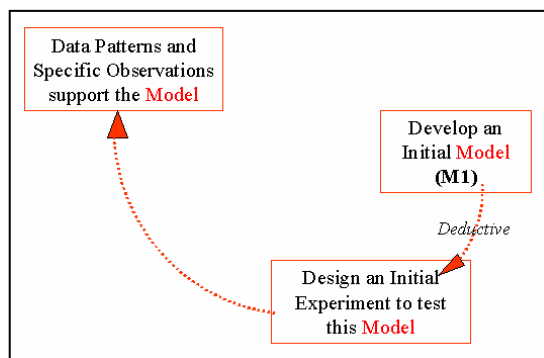 Data Patterns and
Specific Observations
support the Model
Develop an
Initial Model
(M1)
Deductive
Design an Initial
Experiment to test
this Model